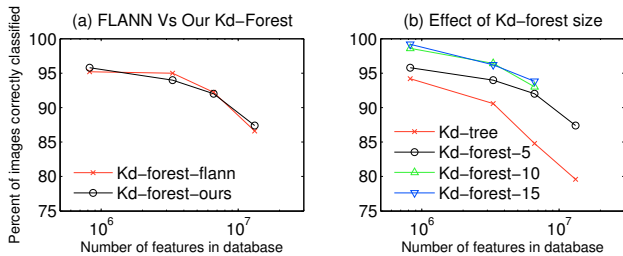 (a) FLANN Vs Our Kd-Forest
Percent of images correctly classified
100
95
90
85
80
75
Kd-forest-flann
Kd-forest-ours
10^6
10^7
Number of features in database
(b) Effect of Kd-forest size
100
95
90
85
80
75
Kd-tree
Kd-forest-5
Kd-forest-10
Kd-forest-15
10^6
10^7
Number of features in database